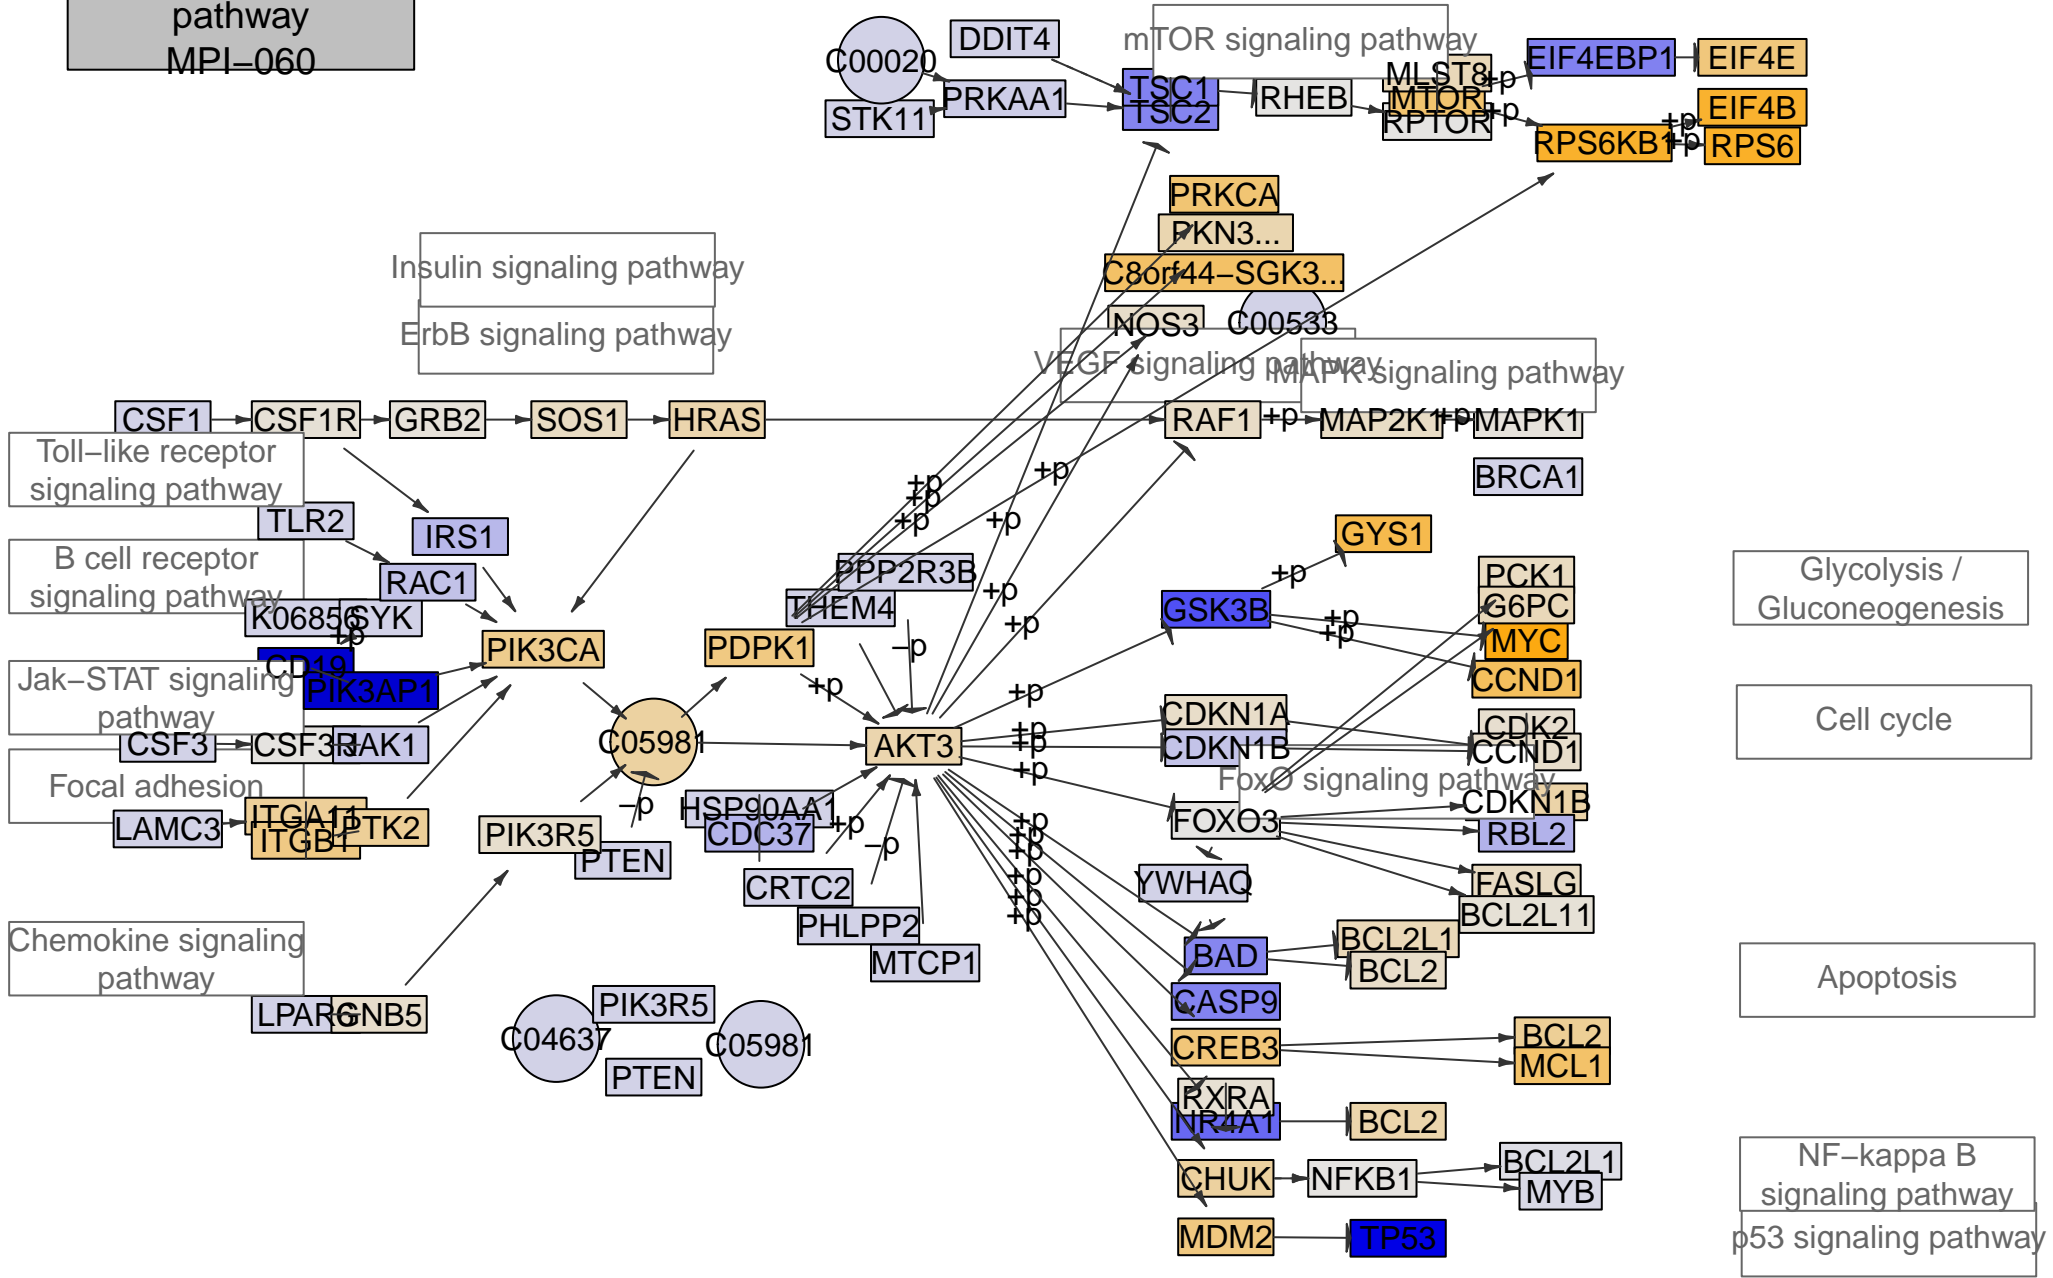 pathway
MPI−060
C00020
DDIT4
STK11
PRKAA1
TSC1
TSC2
mTOR signaling pathway
RHEB
MLST8
MTOR
RPTOR
+p
+p
EIF4EBP1
EIF4E
EIF4B
RPS6KB1
+p
+p
RPS6
PRKCA
PKN3...
C8orf44−SGK3...
NOS3
C00533
Insulin signaling pathway
ErbB signaling pathway
VEGF signaling pathway
MAPK signaling pathway
CSF1
CSF1R
GRB2
SOS1
HRAS
RAF1
+p
MAP2K1
+p
MAPK1
BRCA1
Toll−like receptor
signaling pathway
TLR2
IRS1
B cell receptor
signaling pathway
RAC1
K06856
SYK
+p
CD19
PIK3AP1
PIK3CA
Jak−STAT signaling
pathway
CSF3
CSF3R
JAK1
Focal adhesion
LAMC3
ITGA11
ITGB1
PTK2
C05981
PDPK1
+p
THEM4
PPP2R3B
−p
AKT3
+p
+p
+p
+p
+p
+p
+p
+p
+p
+p
+p
GSK3B
+p
GYS1
+p
+p
PCK1
G6PC
MYC
CCND1
Glycolysis /
Gluconeogenesis
Cell cycle
CDKN1A
CDKN1B
CDK2
CCND1
FoxO signaling pathway
FOXO3
CDKN1B
RBL2
FASLG
BCL2L11
YWHAQ
PIK3R5
−p
PTEN
HSP90AA1
CDC37
+p
−p
CRTC2
PHLPP2
MTCP1
+p
+p
+p
+p
+p
+p
Chemokine signaling
pathway
LPAR6
GNB5
C04637
PIK3R5
PTEN
C05981
BAD
BCL2L1
BCL2
Apoptosis
CASP9
CREB3
BCL2
MCL1
RXRA
NR4A1
BCL2
CHUK
NFKB1
BCL2L1
MYB
NF−kappa B
signaling pathway
MDM2
TP53
p53 signaling pathway